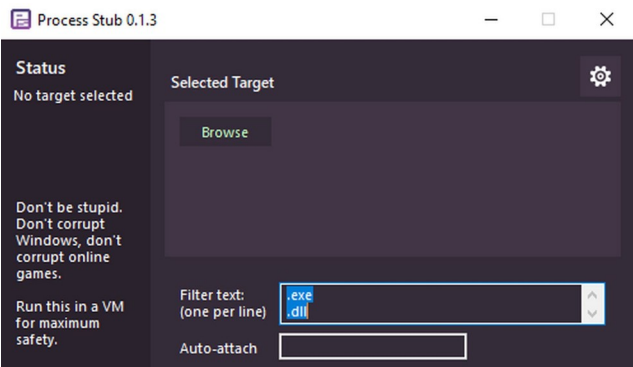 Process Stub 0.1.3
Status
No target selected
Don't be stupid.
Don't corrupt
Windows, don't
corrupt online
games.
Run this in a VM
for maximum
safety.
Selected Target
Browse
Filter text:
(one per line)
.exe
.dll
Auto-attach